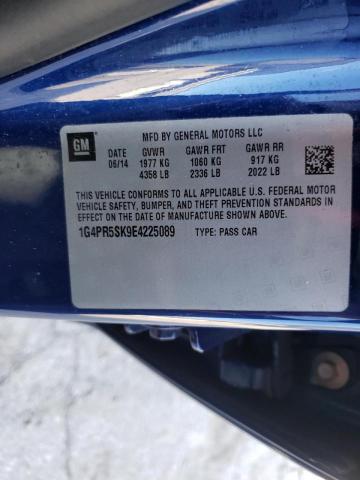 GM
MFD BY GENERAL MOTORS LLC
DATE GVWR GAWR FRT GAWR RR
06/14 1977 KG 1060 KG 917 KG
4358 LB 2336 LB 2022 LB
THIS VEHICLE CONFORMS TO ALL APPLICABLE U.S. FEDERAL MOTOR
VEHICLE SAFETY, BUMPER, AND THEFT PREVENTION STANDARDS
IN EFFECT ON THE DATE OF MANUFACTURE SHOWN ABOVE.
1G4PR5SK9E4225089 TYPE: PASS CAR